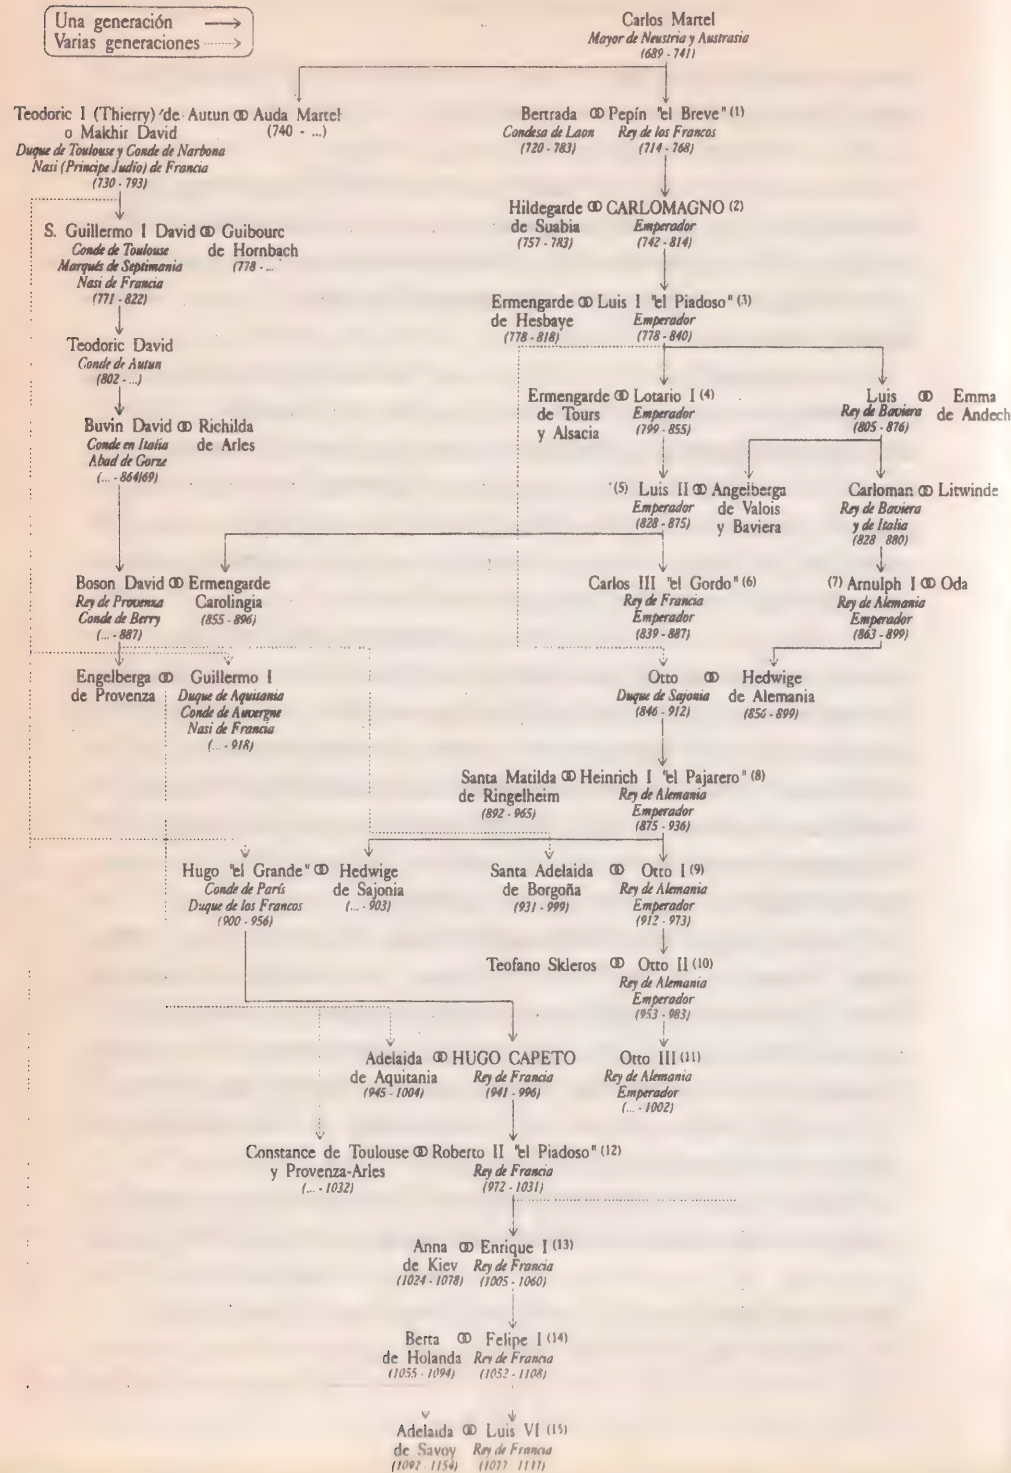 Una generación
Varias generaciones
Carlos Martel
Mayor de Neustria y Austrasia
(689 - 741)
Teodoric I (Thierry) de Autun ⚭ Auda Martel
o Makhir David (740 - ...)
Duque de Toulouse y Conde de Narbona
Nasi (Principe Judío) de Francia
(730 - 793)
Bertrada ⚭ Pepín "el Breve" (1)
Condesa de Laon Rey de los Francos
(720 - 783) (714 - 768)
S. Guillermo I David ⚭ Guibourc
Conde de Toulouse de Hornbach
Marqués de Septimania (778 - ...
Nasi de Francia
(771 - 822)
Hildegarde ⚭ CARLOMAGNO (2)
de Suabia Emperador
(757 - 783) (742 - 814)
Ermengarde ⚭ Luis I "el Piadoso" (3)
de Hesbaye Emperador
(778 - 818) (778 - 840)
Teodoric David
Conde de Autun
(802 - ...)
Ermengarde ⚭ Lotario I (4)
de Tours Emperador
y Alsacia (799 - 855)
Luis ⚭ Emma
Rey de Baviera de Andech
(805 - 876)
Buvin David ⚭ Richilda
Conde en Italia de Arles
Abad de Gorze
(... - 864/69)
(5) Luis II ⚭ Angelberga
Emperador de Valois
(828 - 875) y Baviera
Carloman ⚭ Litwinde
Rey de Baviera
y de Italia
(828 880)
Boson David ⚭ Ermengarde
Rey de Provenza Carolingia
Conde de Berry (855 - 896)
(... - 887)
Carlos III "el Gordo" (6)
Rey de Francia
Emperador
(839 - 887)
(7) Arnulph I ⚭ Oda
Rey de Alemania
Emperador
(863 - 899)
Engelberga ⚭ Guillermo I
de Provenza Duque de Aquitania
Conde de Auvergne
Nasi de Francia
(... - 918)
Otto ⚭ Hedwige
Duque de Sajonia de Alemania
(846 - 912) (856 - 899)
Santa Matilda ⚭ Heinrich I "el Pajarero" (8)
de Ringelheim Rey de Alemania
(892 - 965) Emperador
(875 - 936)
Hugo "el Grande" ⚭ Hedwige
Conde de París de Sajonia
Duque de los Francos (... - 903)
(900 - 956)
Santa Adelaida ⚭ Otto I (9)
de Borgoña Rey de Alemania
(931 - 999) Emperador
(912 - 973)
Teofano Skleros ⚭ Otto II (10)
Rey de Alemania
Emperador
(953 - 983)
Adelaida ⚭ HUGO CAPETO
de Aquitania Rey de Francia
(945 - 1004) (941 - 996)
Otto III (11)
Rey de Alemania
Emperador
(... - 1002)
Constance de Toulouse ⚭ Roberto II "el Piadoso" (12)
y Provenza-Arles Rey de Francia
(... - 1032) (972 - 1031)
Anna ⚭ Enrique I (13)
de Kiev Rey de Francia
(1024 - 1078) (1005 - 1060)
Berta ⚭ Felipe I (14)
de Holanda Rey de Francia
(1055 - 1094) (1052 - 1108)
Adelaida ⚭ Luis VI (15)
de Savoy Rey de Francia
(1092 - 1154) (1077 - 1137)